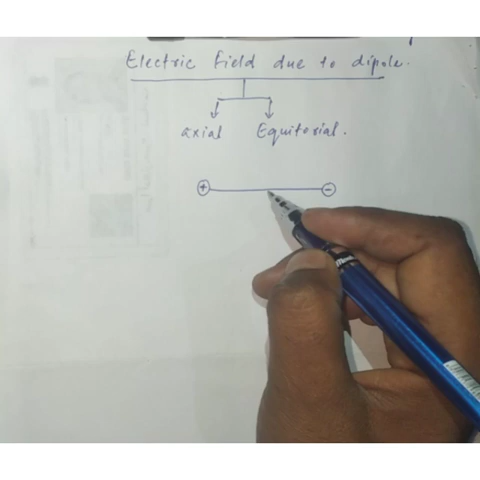 Electric field due to dipole.
axial Equitorial.
+ −